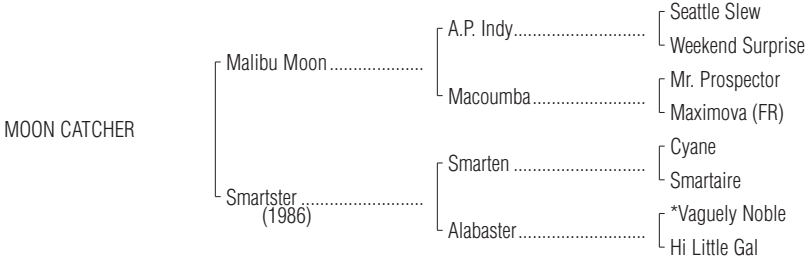 Seattle Slew
A.P. Indy
Weekend Surprise
Malibu Moon
Mr. Prospector
Macoumba
Maximova (FR)
MOON CATCHER
Cyane
Smarten
Smartaire
Smartster
(1986)
*Vaguely Noble
Alabaster
Hi Little Gal